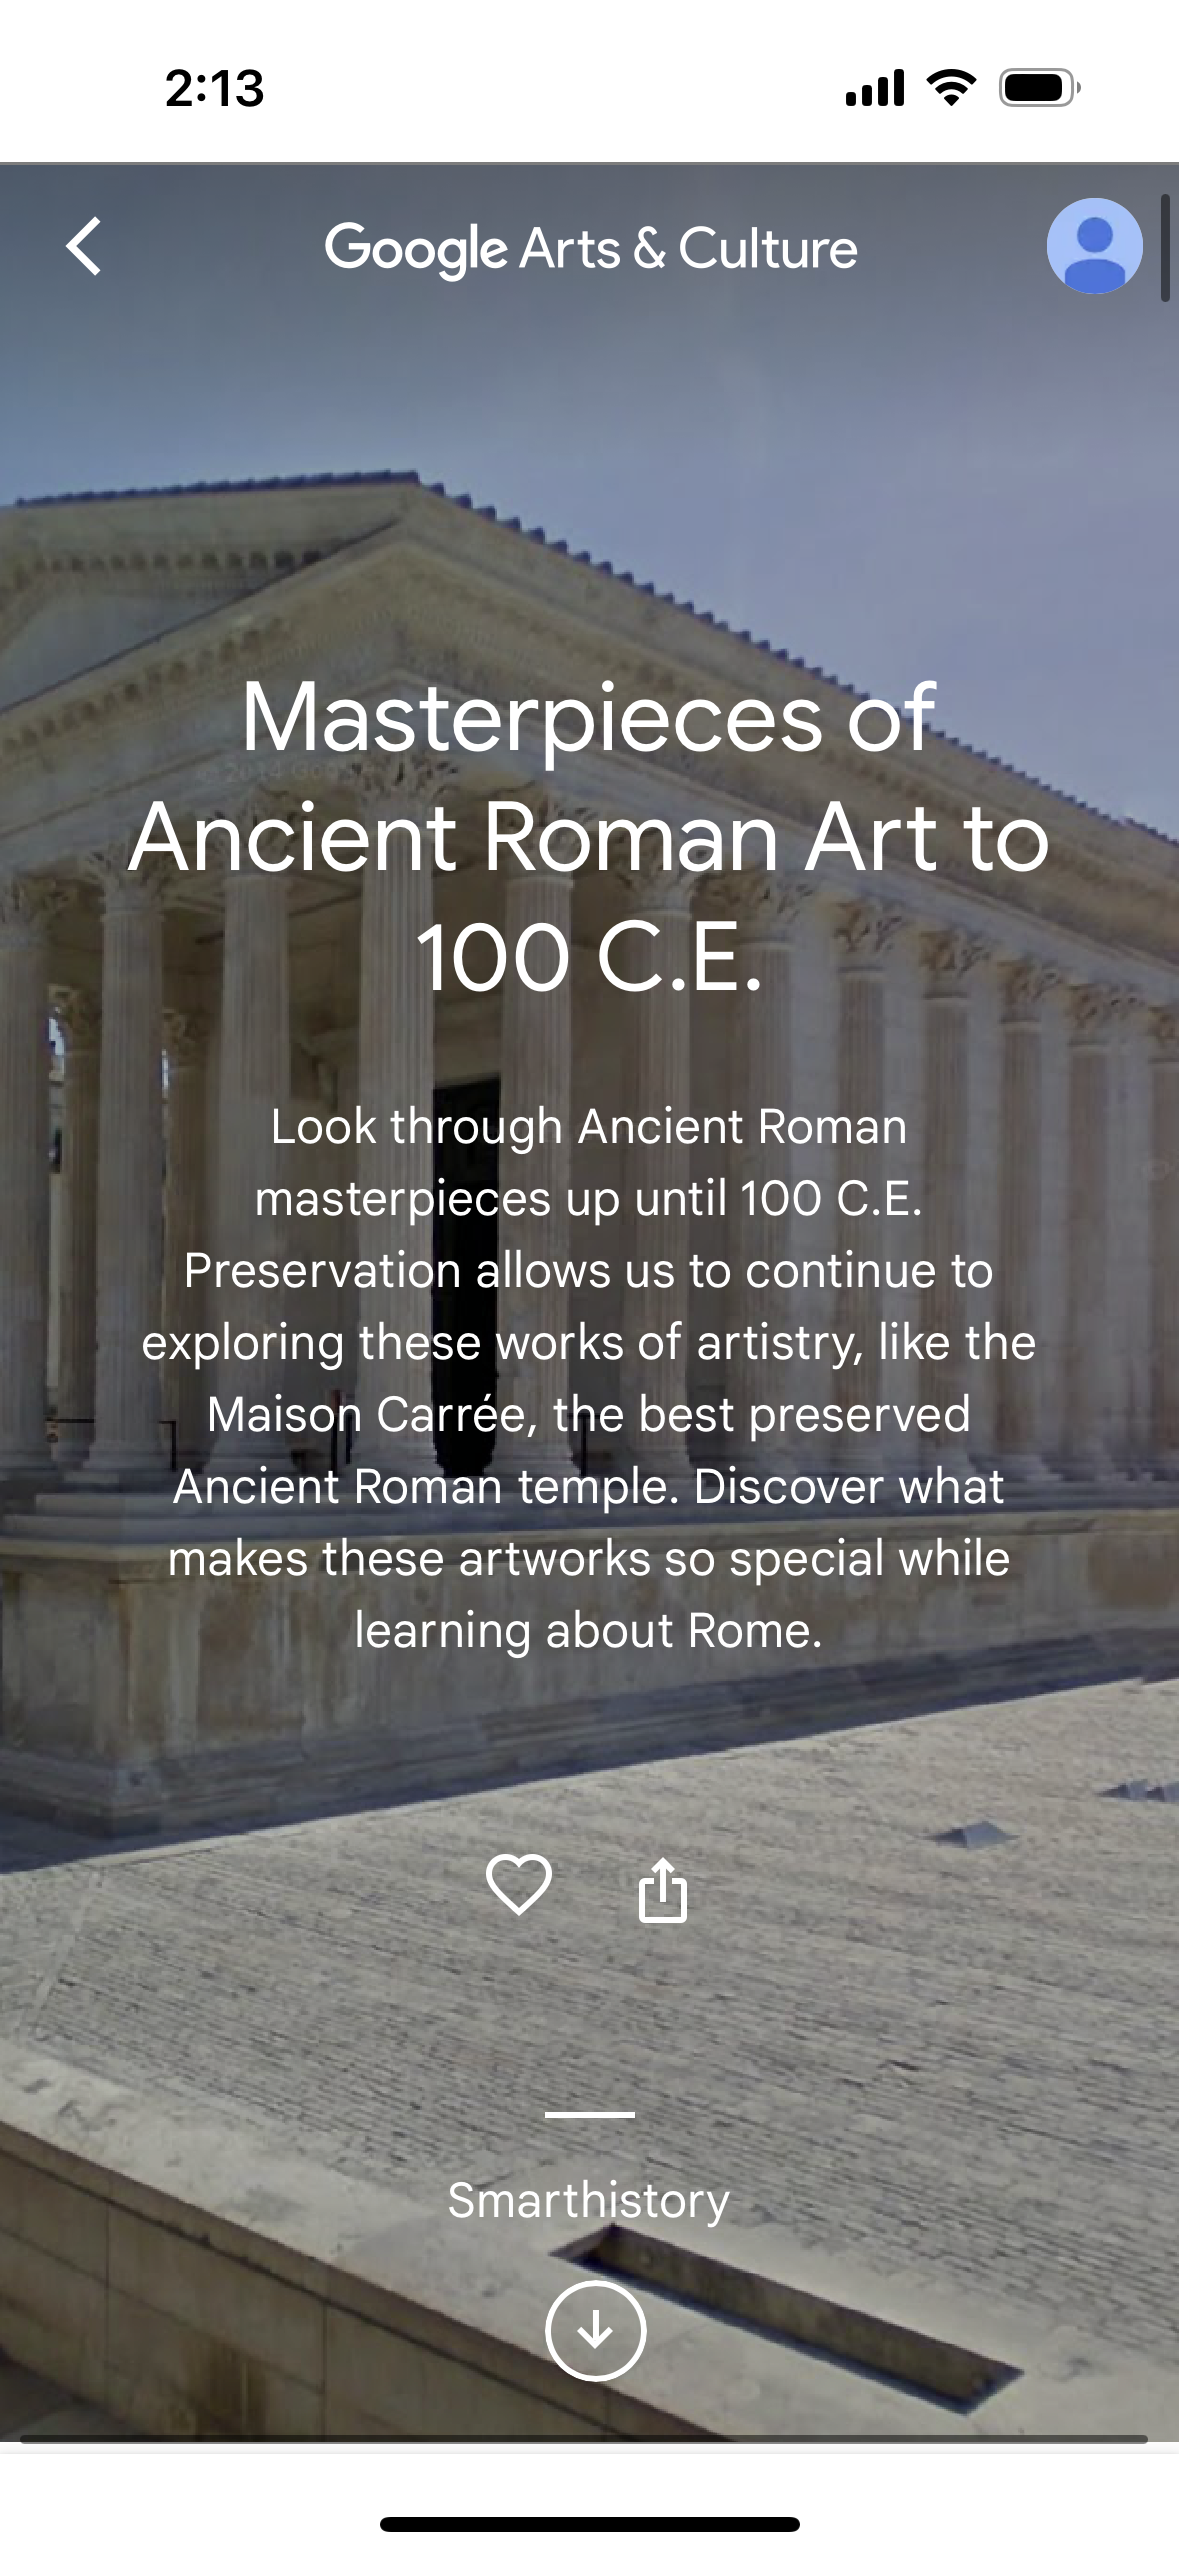 2:13
Google Arts & Culture
Masterpieces of
Ancient Roman Art to
100 C.E.
© 2014 Google
Look through Ancient Roman
masterpieces up until 100 C.E.
Preservation allows us to continue to
exploring these works of artistry, like the
Maison Carrée, the best preserved
Ancient Roman temple. Discover what
makes these artworks so special while
learning about Rome.
Smarthistory